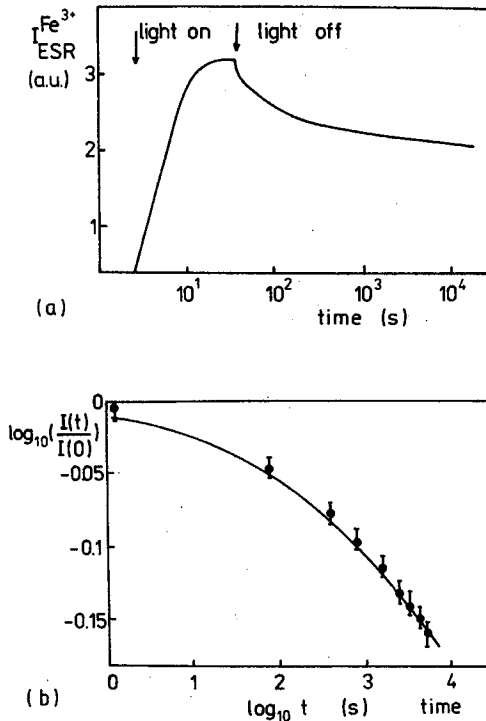 I_ESR^Fe3+
(a.u.)
light on light off
3
2
1
10^1 10^2 10^3 10^4
time (s)
(a)
0
log10(I(t)/I(0))
-0.05
-0.1
-0.15
0 1 2 3 4
log10 t (s) time
(b)